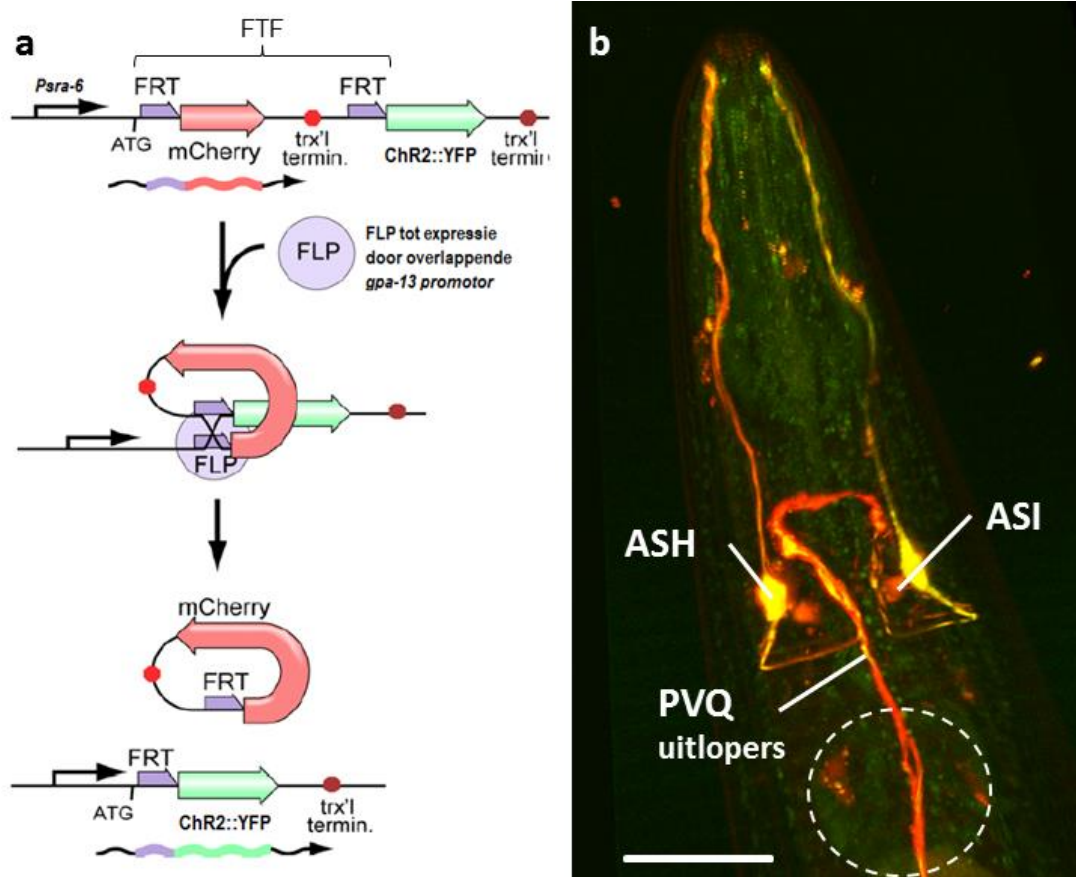 a
FTF
Psra-6
FRT
FRT
ATG
mCherry
trx'l
termin.
ChR2::YFP
trx'l
termin.
FLP
FLP tot expressie
door overlappende
gpa-13 promotor
FLP
mCherry
FRT
FRT
ATG
ChR2::YFP
trx'l
termin.
b
ASH
ASI
PVQ
uitlopers